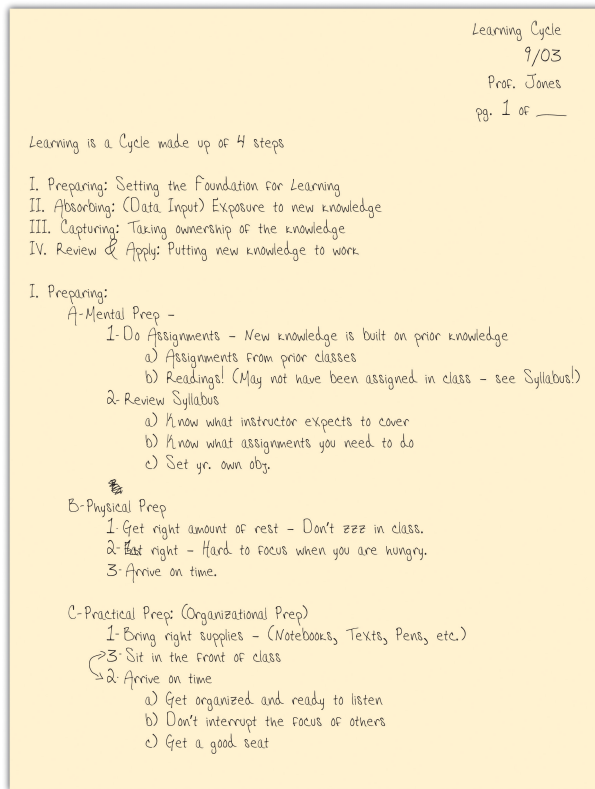 Learning Cycle
9/03
Prof. Jones
pg. 1 of ___
Learning is a Cycle made up of 4 steps
I. Preparing: Setting the Foundation for Learning
II. Absorbing: (Data Input) Exposure to new knowledge
III. Capturing: Taking ownership of the knowledge
IV. Review & Apply: Putting new knowledge to work
I. Preparing:
A-Mental Prep -
1-Do Assignments - New knowledge is built on prior knowledge
a) Assignments from prior classes
b) Readings! (May not have been assigned in class - see Syllabus!)
2-Review Syllabus
a) Know what instructor expects to cover
b) Know what assignments you need to do
c) Set yr. own obj.
B-Physical Prep
1-Get right amount of rest - Don't zzz in class.
2-Eat right - Hard to focus when you are hungry.
3-Arrive on time.
C-Practical Prep: (Organizational Prep)
1-Bring right supplies - (Notebooks, Texts, Pens, etc.)
3-Sit in the front of class
2-Arrive on time
a) Get organized and ready to listen
b) Don't interrupt the focus of others
c) Get a good seat